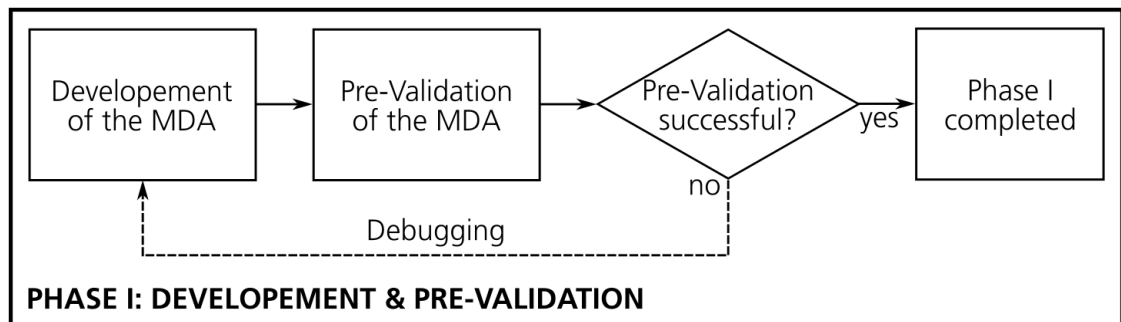 Developement
of the MDA
Pre-Validation
of the MDA
Pre-Validation
successful?
yes
Phase I
completed
no
Debugging
PHASE I: DEVELOPEMENT & PRE-VALIDATION